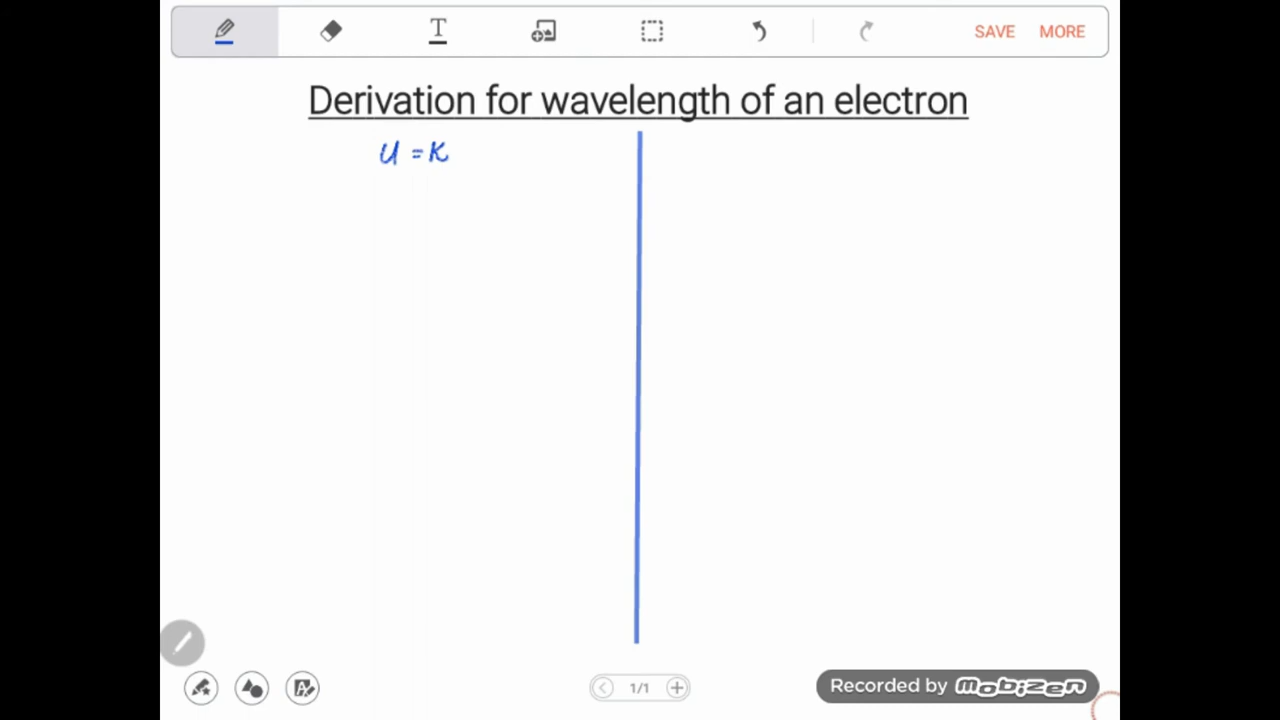 T SAVE MORE
Derivation for wavelength of an electron
U = K
1/1
Recorded by mobizen